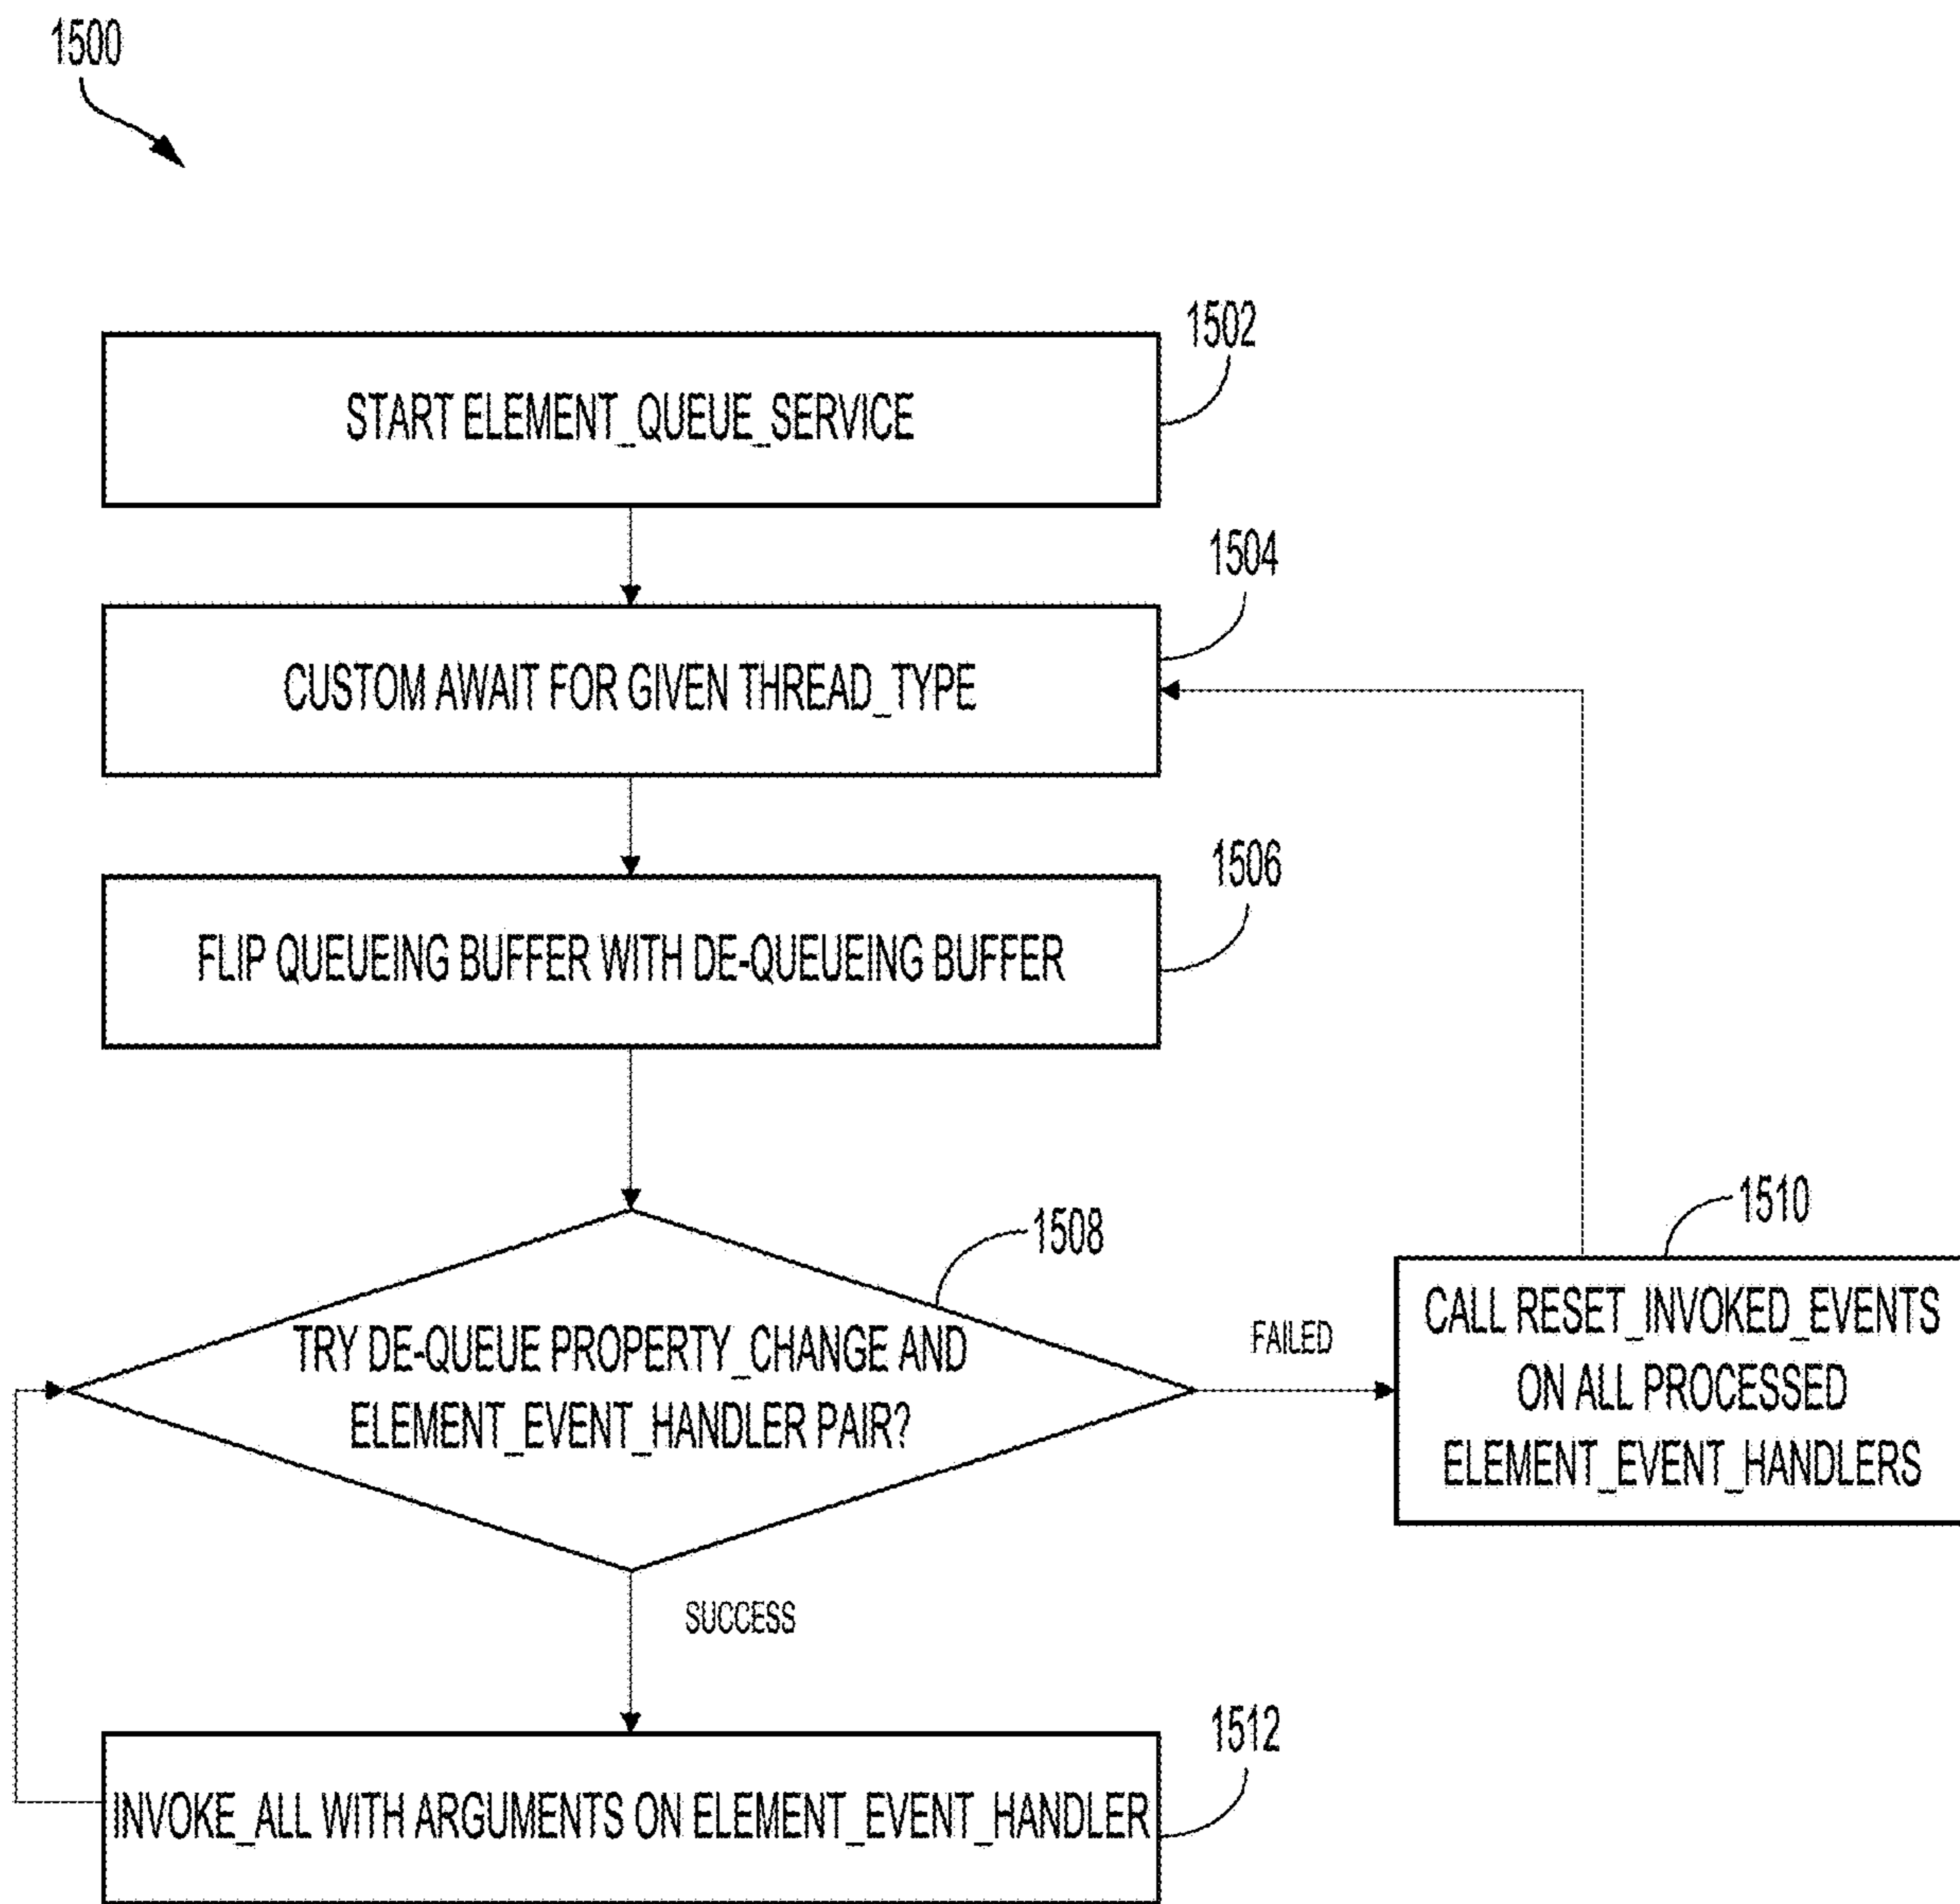 1500
1502
START ELEMENT_QUEUE_SERVICE
1504
CUSTOM AWAIT FOR GIVEN THREAD_TYPE
1506
FLIP QUEUEING BUFFER WITH DE-QUEUEING BUFFER
1508
TRY DE-QUEUE PROPERTY_CHANGE AND
ELEMENT_EVENT_HANDLER PAIR?
FAILED
1510
CALL RESET_INVOKED_EVENTS
ON ALL PROCESSED
ELEMENT_EVENT_HANDLERS
SUCCESS
1512
INVOKE_ALL WITH ARGUMENTS ON ELEMENT_EVENT_HANDLER